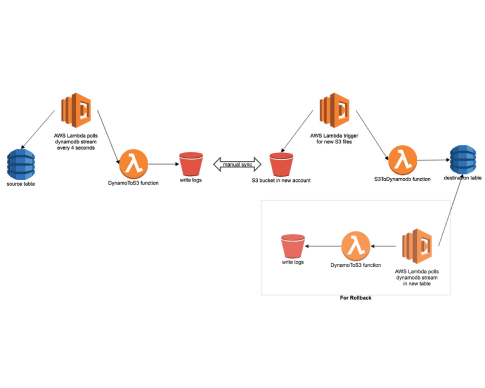 AWS Lambda polls
dynamodb stream
every 4 seconds
source table
DynamoToS3 function
write logs
manual sync
AWS Lambda trigger
for new S3 files
S3 bucket in new account
S3ToDynamodb function
destination table
write logs
DynamoToS3 function
AWS Lambda polls
dynamodb stream
in new table
For Rollback